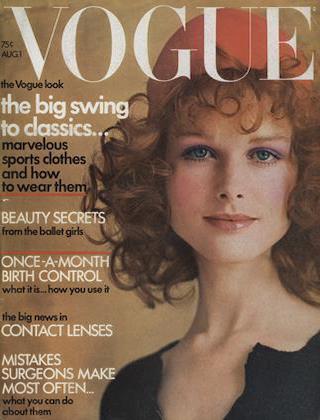 VOGUE
75¢
AUG.1
the Vogue look
the big swing
to classics...
marvelous
sports clothes
and how
to wear them
BEAUTY SECRETS
from the ballet girls
ONCE-A-MONTH
BIRTH CONTROL
what it is... how you use it
the big news in
CONTACT LENSES
MISTAKES
SURGEONS MAKE
MOST OFTEN...
what you can do
about them